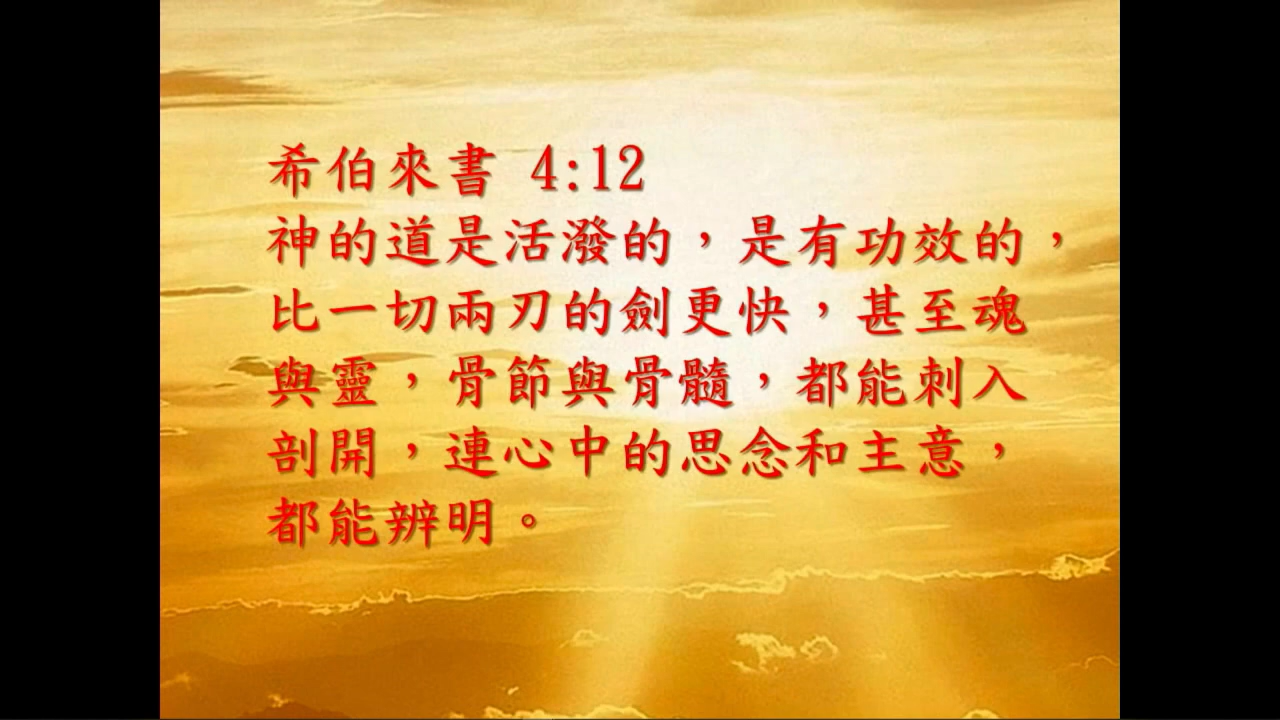 希伯來書 4:12
神的道是活潑的，是有功效的，
比一切兩刃的劍更快，甚至魂
與靈，骨節與骨髓，都能刺入
剖開，連心中的思念和主意，
都能辨明。